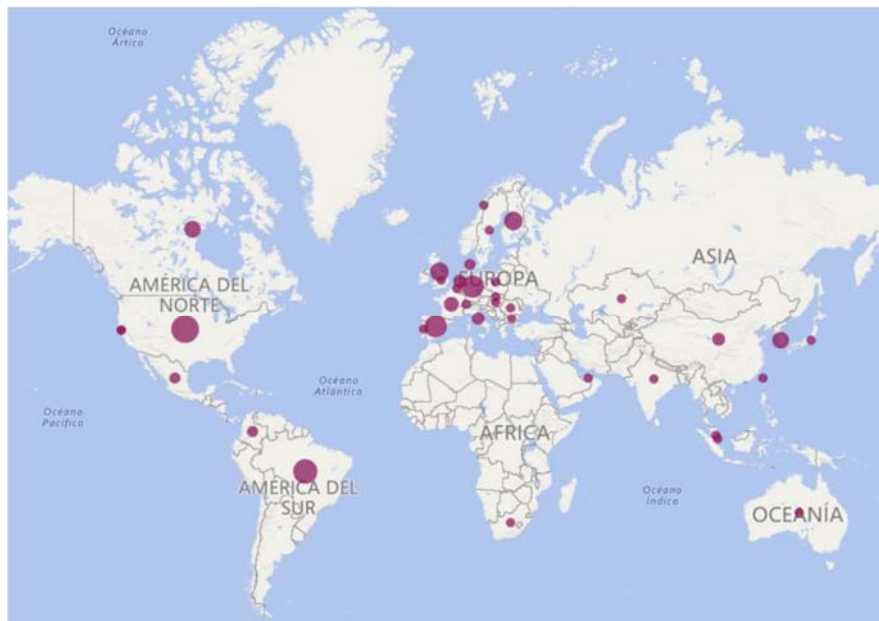 Océano
Ártico
ASIA
EUROPA
AMÉRICA DEL
NORTE
Océano
Atlántico
Océano
Pacífico
ÁFRICA
AMÉRICA DEL
SUR
Océano
Índico
OCEANÍA